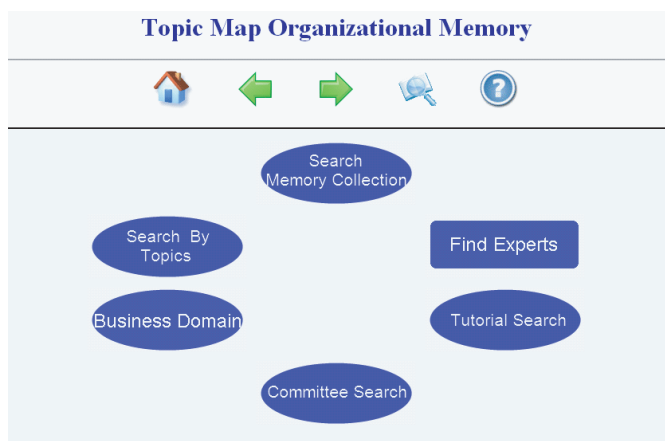 Topic Map Organizational Memory
?
Search
Memory Collection
Search By
Topics
Find Experts
Business Domain
Tutorial Search
Committee Search